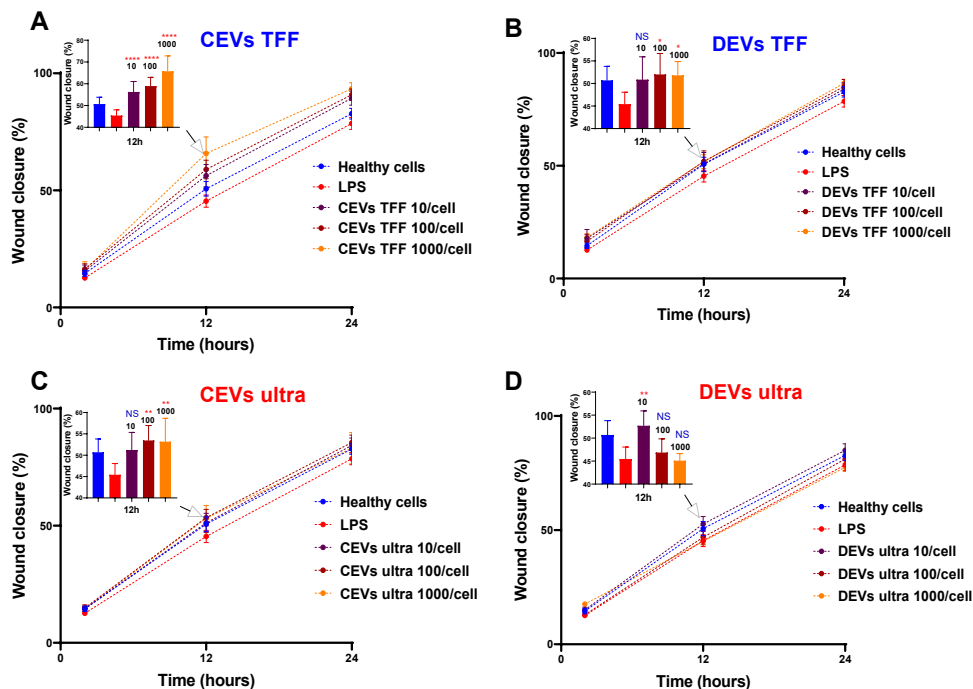 A
CEVs TFF
Wound closure (%)
100
50
0
0
12
24
Time (hours)
Wound closure (%)
80
70
60
50
40
****
10
****
100
****
1000
12h
Healthy cells
LPS
CEVs TFF 10/cell
CEVs TFF 100/cell
CEVs TFF 1000/cell
B
DEVs TFF
Wound closure (%)
100
50
0
0
12
24
Time (hours)
Wound closure (%)
60
55
50
45
40
NS
10
*
100
*
1000
12h
Healthy cells
LPS
DEVs TFF 10/cell
DEVs TFF 100/cell
DEVs TFF 1000/cell
C
CEVs ultra
Wound closure (%)
100
50
0
0
12
24
Time (hours)
Wound closure (%)
60
55
50
45
40
NS
10
**
100
**
1000
12h
Healthy cells
LPS
CEVs ultra 10/cell
CEVs ultra 100/cell
CEVs ultra 1000/cell
D
DEVs ultra
Wound closure (%)
100
50
0
0
12
24
Time (hours)
Wound closure (%)
60
55
50
45
40
**
10
NS
100
NS
1000
12h
Healthy cells
LPS
DEVs ultra 10/cell
DEVs ultra 100/cell
DEVs ultra 1000/cell